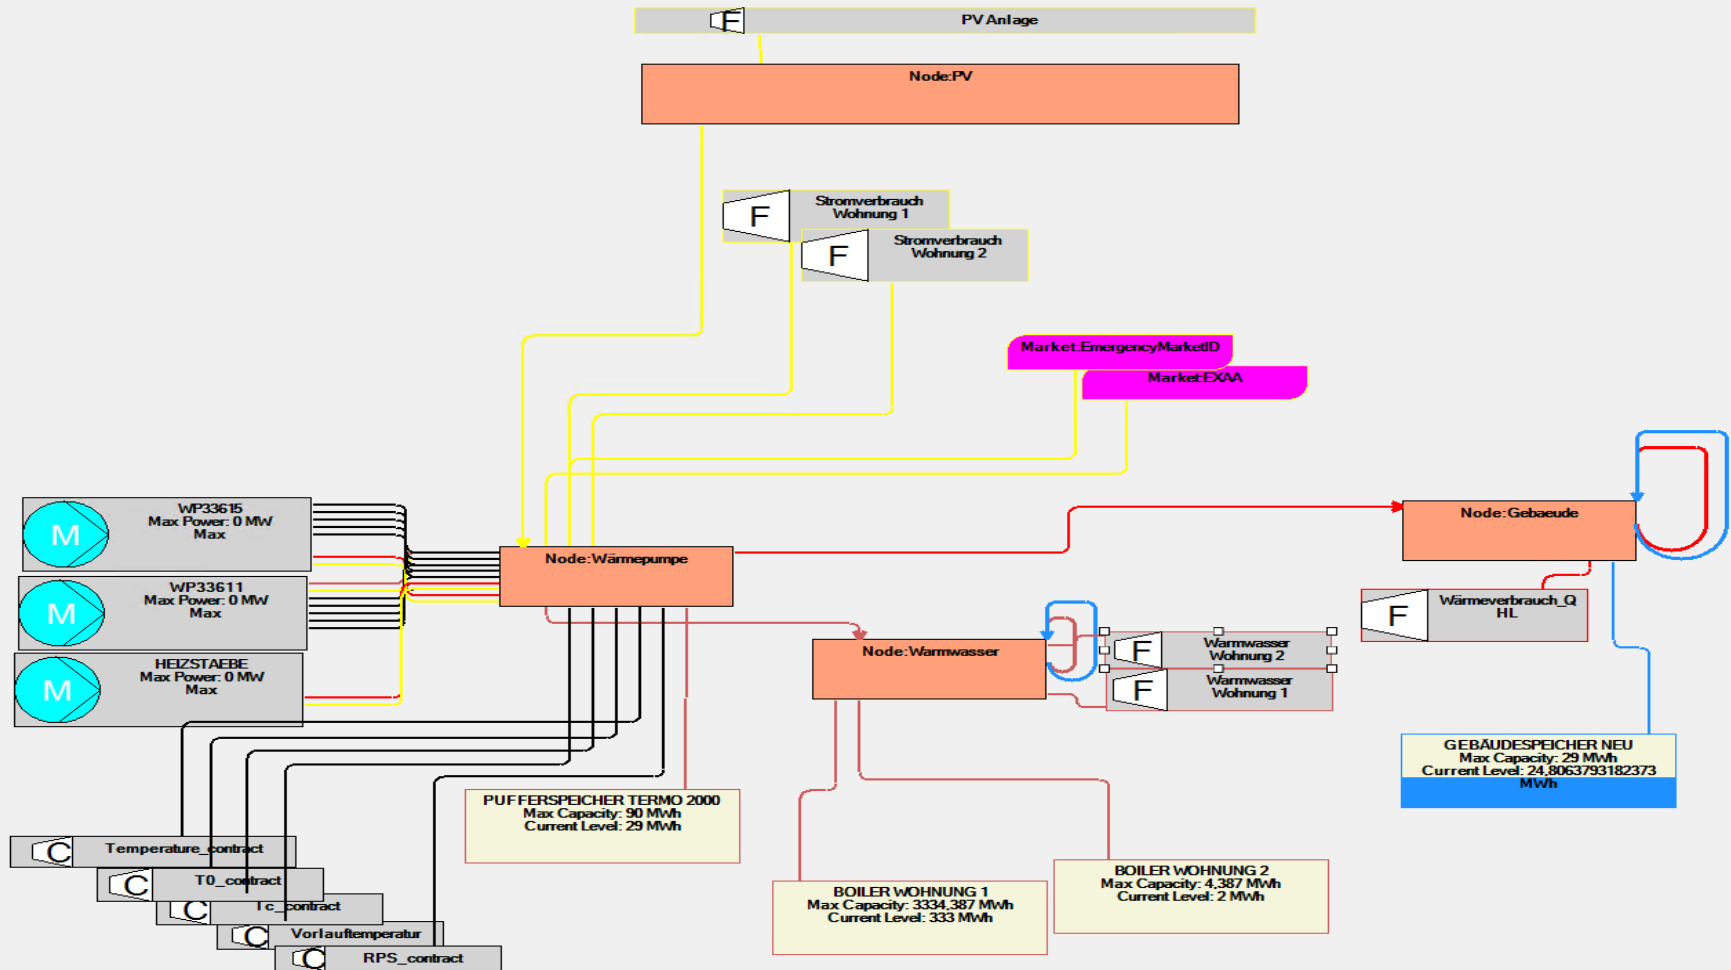 F
PV Anlage
Node:PV
F
Stromverbrauch
Wohnung 1
F
Stromverbrauch
Wohnung 2
Market:EmergencyMarketID
Market:EXAA
M
WP33615
Max Power: 0 MW
Max
M
WP33611
Max Power: 0 MW
Max
M
HEIZSTAEBE
Max Power: 0 MW
Max
Node:Wärmepumpe
Node:Gebaeude
F
Wärmeverbrauch_Q
HL
Node:Warmwasser
F
Warmwasser
Wohnung 2
F
Warmwasser
Wohnung 1
GEBÄUDESPEICHER NEU
Max Capacity: 29 MWh
Current Level: 24,8063793182373
MWh
PUFFERSPEICHER TERMO 2000
Max Capacity: 90 MWh
Current Level: 29 MWh
BOILER WOHNUNG 1
Max Capacity: 3334,387 MWh
Current Level: 333 MWh
BOILER WOHNUNG 2
Max Capacity: 4,387 MWh
Current Level: 2 MWh
C
Temperature_contract
C
T0_contract
C
Tc_contract
C
Vorlauftemperatur
C
RPS_contract